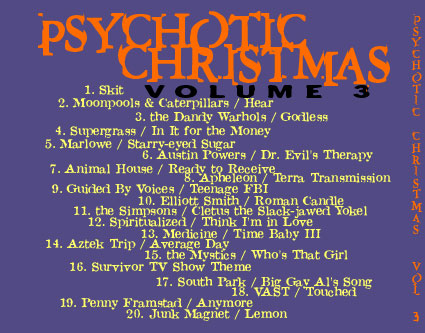 PSYCHOTIC
CHRISTMAS
VOLUME 3
1. Skit
2. Moonpools & Caterpillars / Hear
3. the Dandy Warhols / Godless
4. Supergrass / In It for the Money
5. Marlowe / Starry-eyed Sugar
6. Austin Powers / Dr. Evil's Therapy
7. Animal House / Ready to Receive
8. Apheleon / Terra Transmission
9. Guided By Voices / Teenage FBI
10. Elliott Smith / Roman Candle
11. the Simpsons / Cletus the Slack-jawed Yokel
12. Spiritualized / Think I'm in Love
13. Medicine / Time Baby III
14. Aztek Trip / Average Day
15. the Mystics / Who's That Girl
16. Survivor TV Show Theme
17. South Park / Big Gay Al's Song
18. VAST / Touched
19. Penny Framstad / Anymore
20. Junk Magnet / Lemon
PSYCHOTIC CHRISTMAS VOL 3